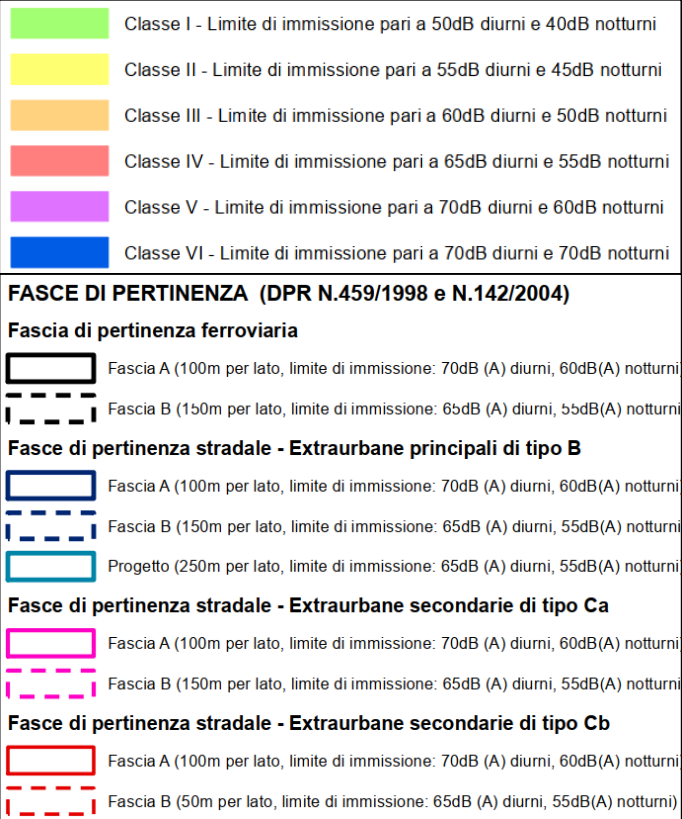 Classe I - Limite di immissione pari a 50dB diurni e 40dB notturni
Classe II - Limite di immissione pari a 55dB diurni e 45dB notturni
Classe III - Limite di immissione pari a 60dB diurni e 50dB notturni
Classe IV - Limite di immissione pari a 65dB diurni e 55dB notturni
Classe V - Limite di immissione pari a 70dB diurni e 60dB notturni
Classe VI - Limite di immissione pari a 70dB diurni e 70dB notturni
FASCE DI PERTINENZA (DPR N.459/1998 e N.142/2004)
Fascia di pertinenza ferroviaria
Fascia A (100m per lato, limite di immissione: 70dB (A) diurni, 60dB(A) notturni)
Fascia B (150m per lato, limite di immissione: 65dB (A) diurni, 55dB(A) notturni
Fasce di pertinenza stradale - Extraurbane principali di tipo B
Fascia A (100m per lato, limite di immissione: 70dB (A) diurni, 60dB(A) notturni)
Fascia B (150m per lato, limite di immissione: 65dB (A) diurni, 55dB(A) notturni
Progetto (250m per lato, limite di immissione: 65dB (A) diurni, 55dB(A) notturni)
Fasce di pertinenza stradale - Extraurbane secondarie di tipo Ca
Fascia A (100m per lato, limite di immissione: 70dB (A) diurni, 60dB(A) notturni)
Fascia B (150m per lato, limite di immissione: 65dB (A) diurni, 55dB(A) notturni
Fasce di pertinenza stradale - Extraurbane secondarie di tipo Cb
Fascia A (100m per lato, limite di immissione: 70dB (A) diurni, 60dB(A) notturni)
Fascia B (50m per lato, limite di immissione: 65dB (A) diurni, 55dB(A) notturni)